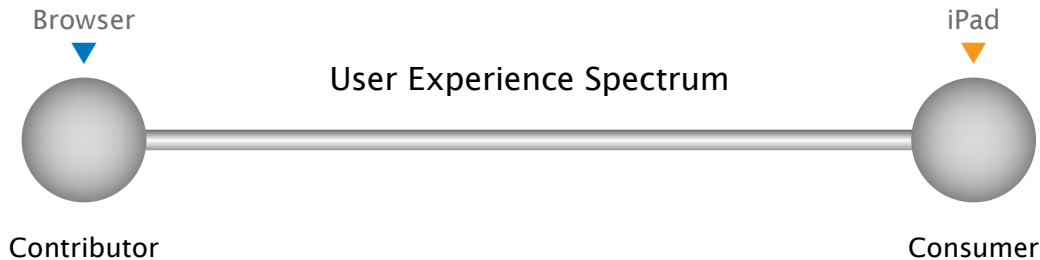 Browser
iPad
User Experience Spectrum
Contributor
Consumer